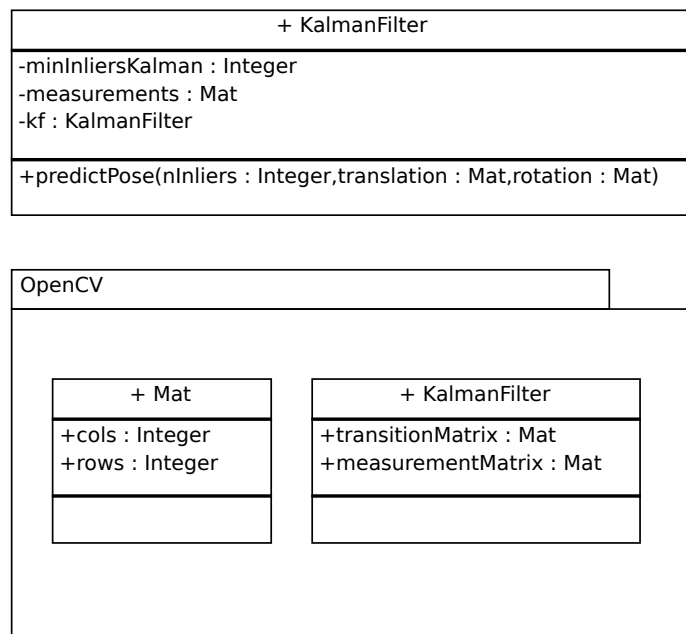 + KalmanFilter
-minInliersKalman : Integer
-measurements : Mat
-kf : KalmanFilter
+predictPose(nInliers : Integer,translation : Mat,rotation : Mat)
OpenCV
+ Mat
+cols : Integer
+rows : Integer
+ KalmanFilter
+transitionMatrix : Mat
+measurementMatrix : Mat